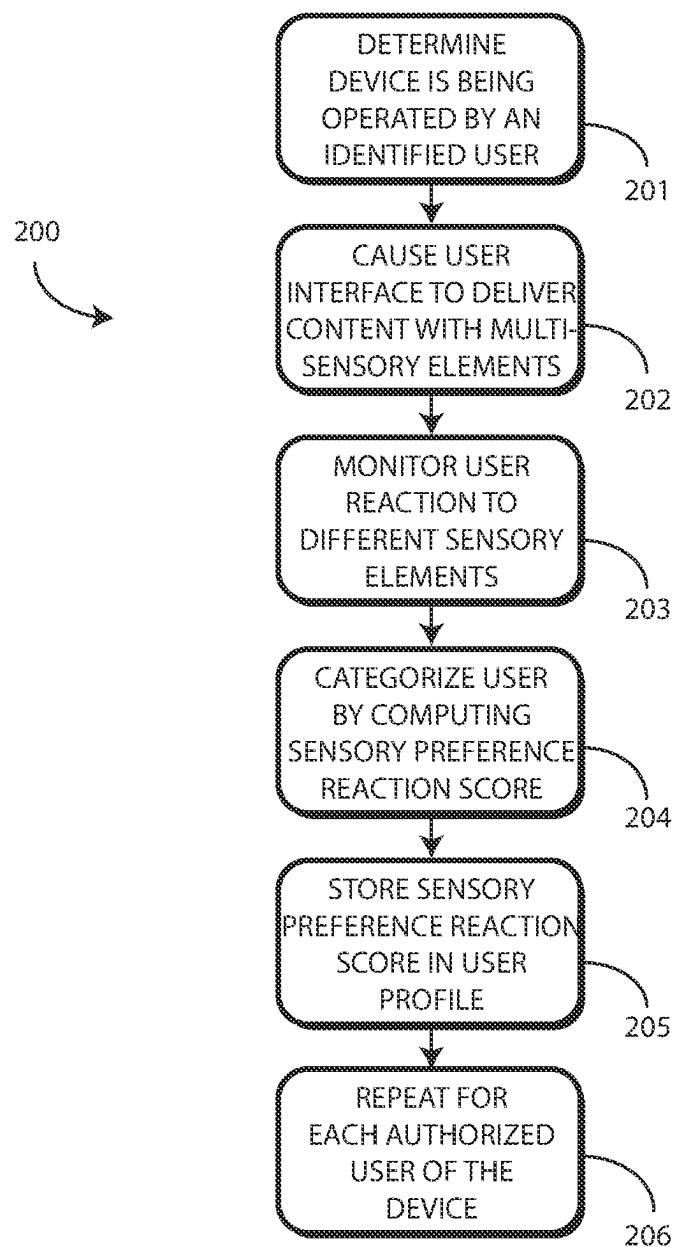 DETERMINE
DEVICE IS BEING
OPERATED BY AN
IDENTIFIED USER
201
200
CAUSE USER
INTERFACE TO DELIVER
CONTENT WITH MULTI-
SENSORY ELEMENTS
202
MONITOR USER
REACTION TO
DIFFERENT SENSORY
ELEMENTS
203
CATEGORIZE USER
BY COMPUTING
SENSORY PREFERENCE
REACTION SCORE
204
STORE SENSORY
PREFERENCE REACTION
SCORE IN USER
PROFILE
205
REPEAT FOR
EACH AUTHORIZED
USER OF THE
DEVICE
206